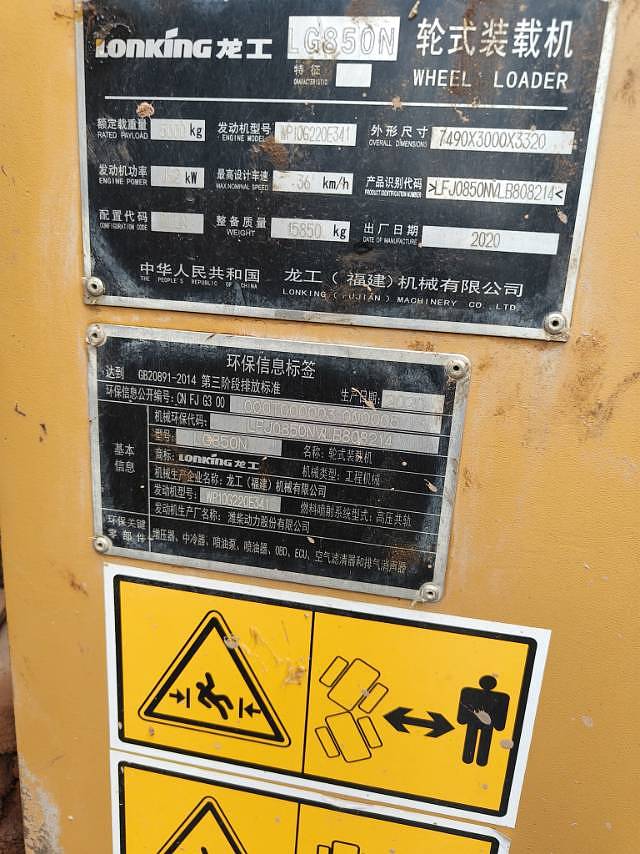 LONKING 龙工 LG850N 轮式装载机
特征
CHARACTERISTIC
WHEEL LOADER
额定载重量 kg 发动机型号 WP10G220E341 外形尺寸 7490X3000X3320
RATED PAYLOAD ENGINE MODEL OVERALL DIMENSIONS
发动机功率 kW 最高设计车速 36 km/h 产品识别代码 >LFJ0850NVLB808214<
ENGINE POWER MAX.NOMINAL SPEED PRODUCT IDENTIFICATION NUMBER
配置代码 整备质量 15850 kg 出厂日期 2020
CONFIGURATION CODE WEIGHT DATE OF MANUFACTURE
中华人民共和国 龙工（福建）机械有限公司
THE PEOPLE'S REPUBLIC OF CHINA LONKING (FUJIAN) MACHINERY CO.,LTD.
环保信息标签
达到 GB20891-2014 第三阶段排放标准 生产日期: 2020
环保信息公开编号: CN FJ G3 00
机械环保代码: LFJ0850NVLB808214
基本信息
型号: LG850N 名称: 轮式装载机
商标: LONKING 龙工 机械类型: 工程机械
机械生产企业名称: 龙工（福建）机械有限公司
发动机型号: WP10G220E341 燃料喷射系统型式: 高压共轨
发动机生产厂名称: 潍柴动力股份有限公司
环保关键零部件 增压器、中冷器、喷油泵、喷油器、OBD、ECU、空气滤清器和排气消声器